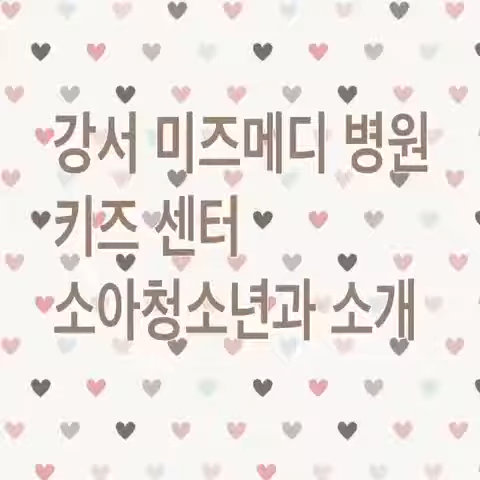 강서 미즈메디 병원
키즈 센터
소아청소년과 소개